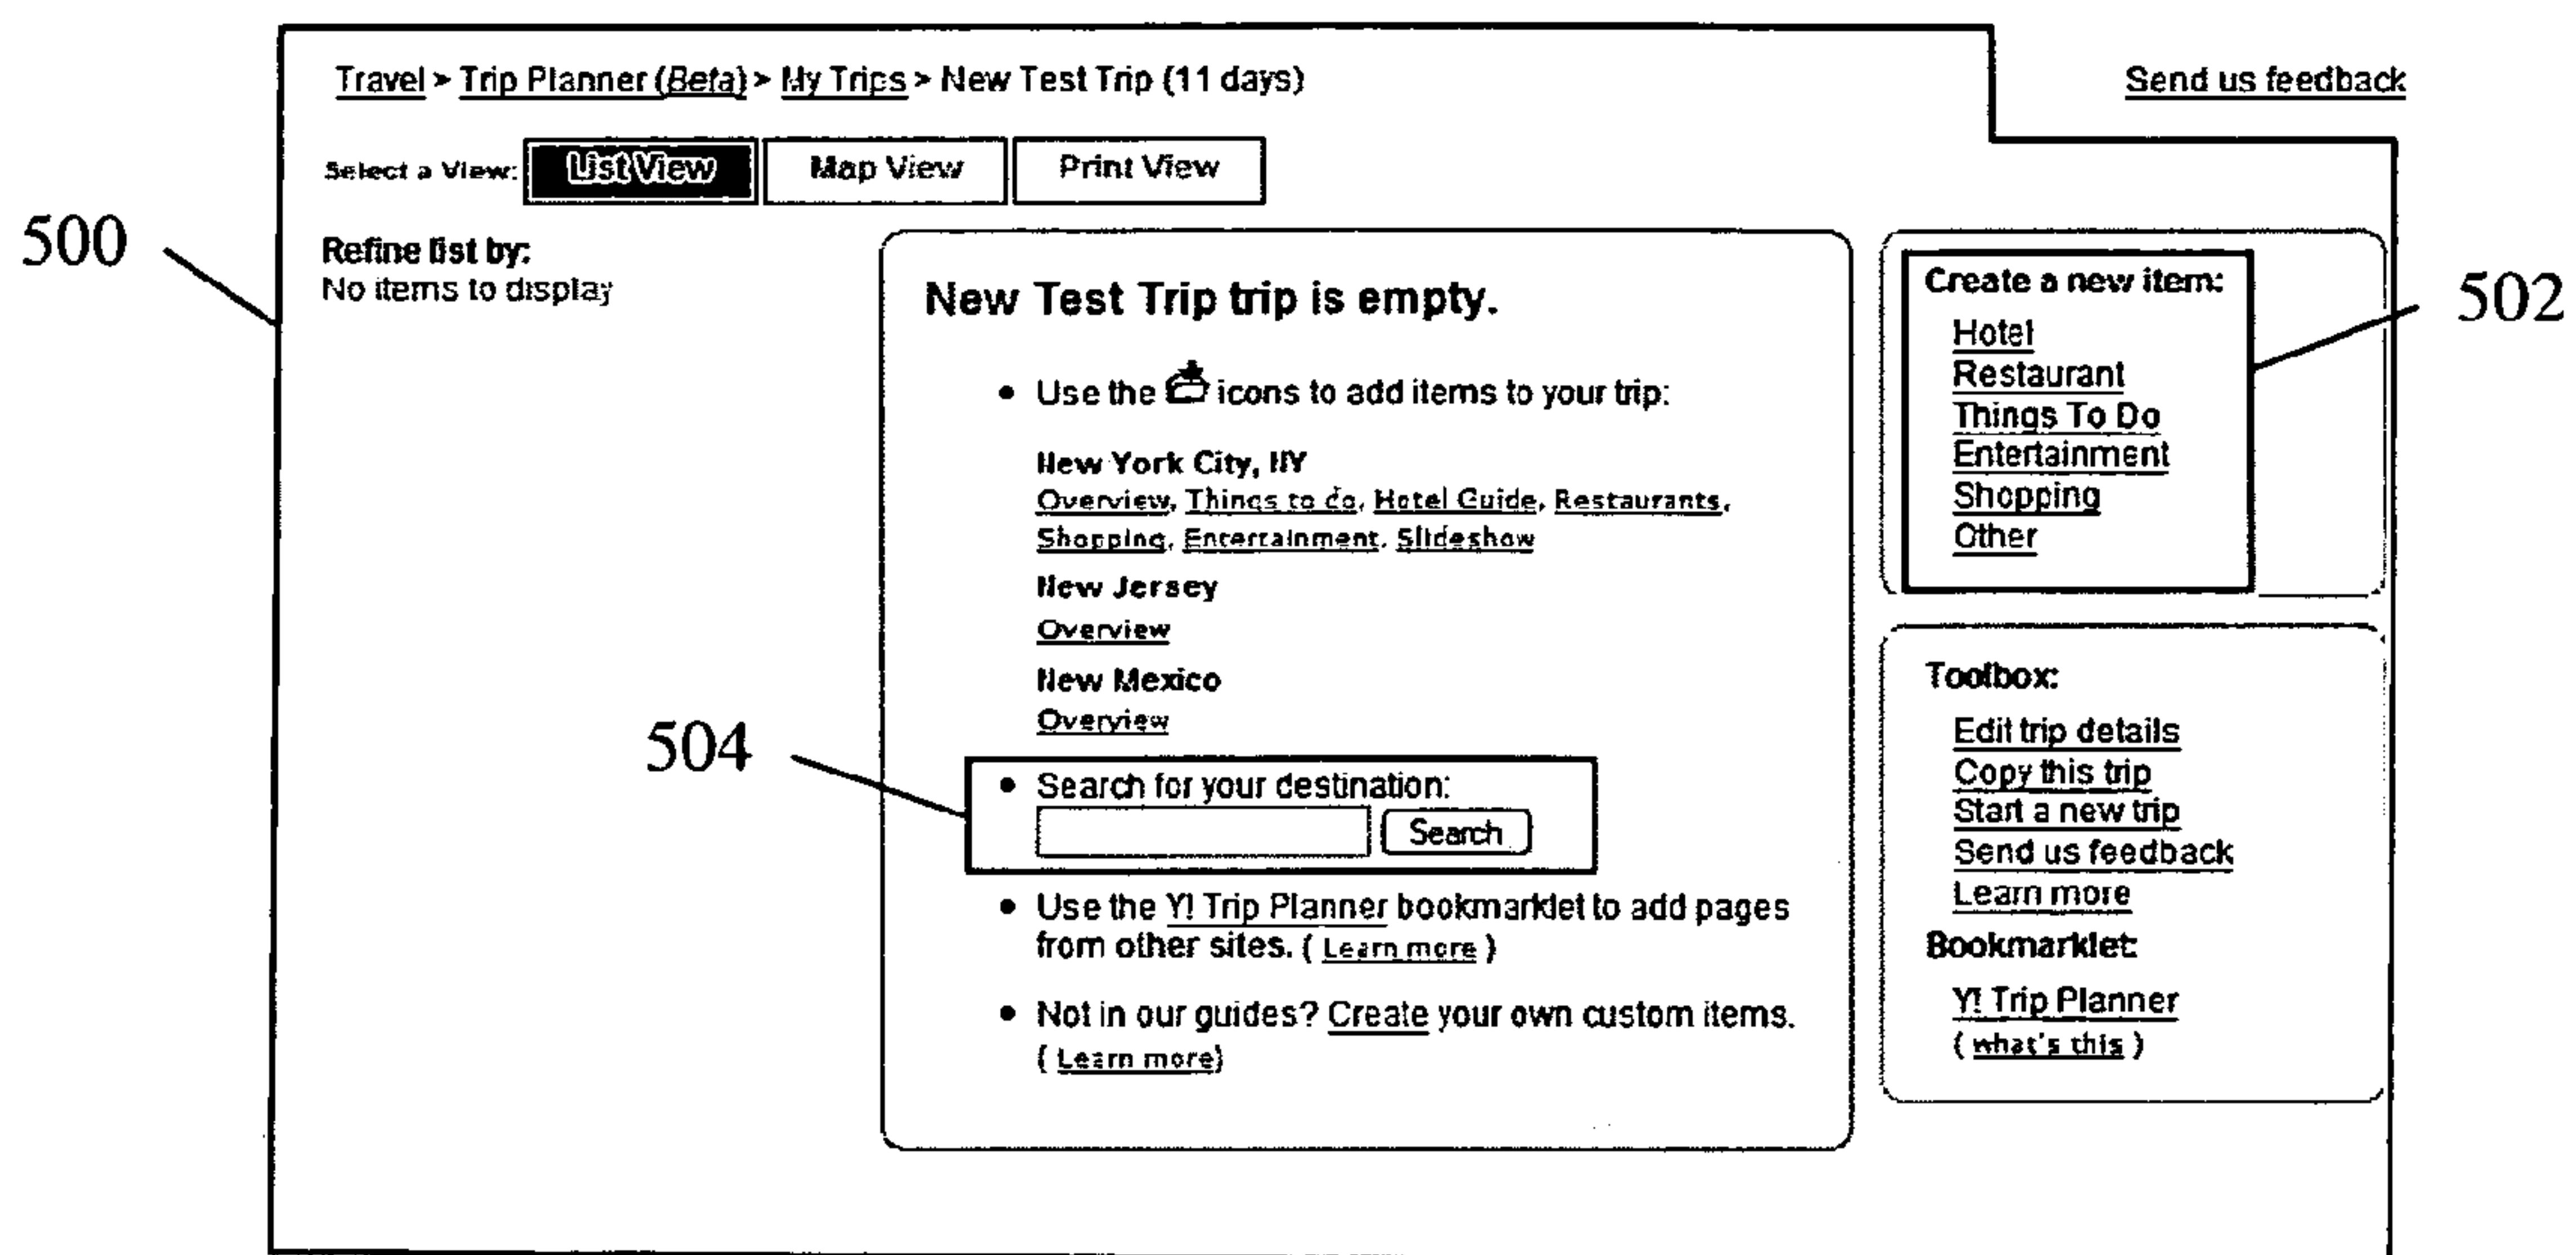 Travel > Trip Planner (Beta) > My Trips > New Test Trip (11 days)
Send us feedback
Select a View: List View Map View Print View
500
Refine list by:
No items to display
New Test Trip trip is empty.
• Use the icons to add items to your trip:
New York City, NY
Overview, Things to do, Hotel Guide, Restaurants,
Shopping, Entertainment, Slideshow
New Jersey
Overview
New Mexico
Overview
504
• Search for your destination:
Search
• Use the Y! Trip Planner bookmarklet to add pages
from other sites. ( Learn more )
• Not in our guides? Create your own custom items.
( Learn more)
Create a new item:
502
Hotel
Restaurant
Things To Do
Entertainment
Shopping
Other
Toolbox:
Edit trip details
Copy this trip
Start a new trip
Send us feedback
Learn more
Bookmarklet:
Y! Trip Planner
( what's this )